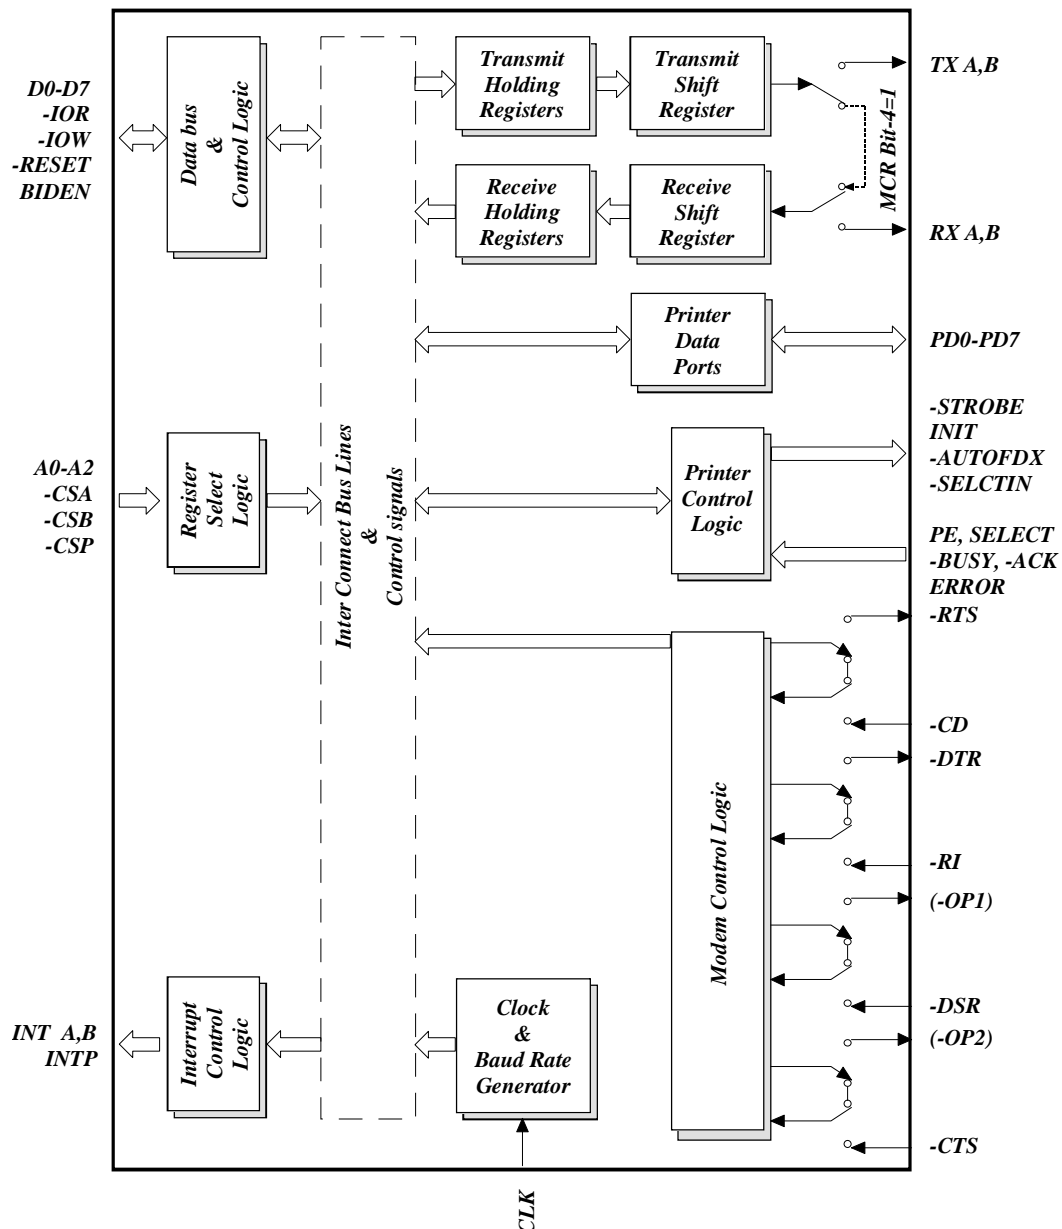 D0-D7
-IOR
-IOW
-RESET
BIDEN
Data bus
&
Control Logic
A0-A2
-CSA
-CSB
-CSP
Register
Select
Logic
INT A,B
INTP
Interrupt
Control
Logic
Inter Connect Bus Lines
&
Control signals
Transmit
Holding
Registers
Transmit
Shift
Register
Receive
Holding
Registers
Receive
Shift
Register
Printer
Data
Ports
Printer
Control
Logic
Modem Control Logic
Clock
&
Baud Rate
Generator
CLK
MCR Bit-4=1
TX A,B
RX A,B
PD0-PD7
-STROBE
INIT
-AUTOFDX
-SELCTIN
PE, SELECT
-BUSY, -ACK
ERROR
-RTS
-CD
-DTR
-RI
(-OP1)
-DSR
(-OP2)
-CTS